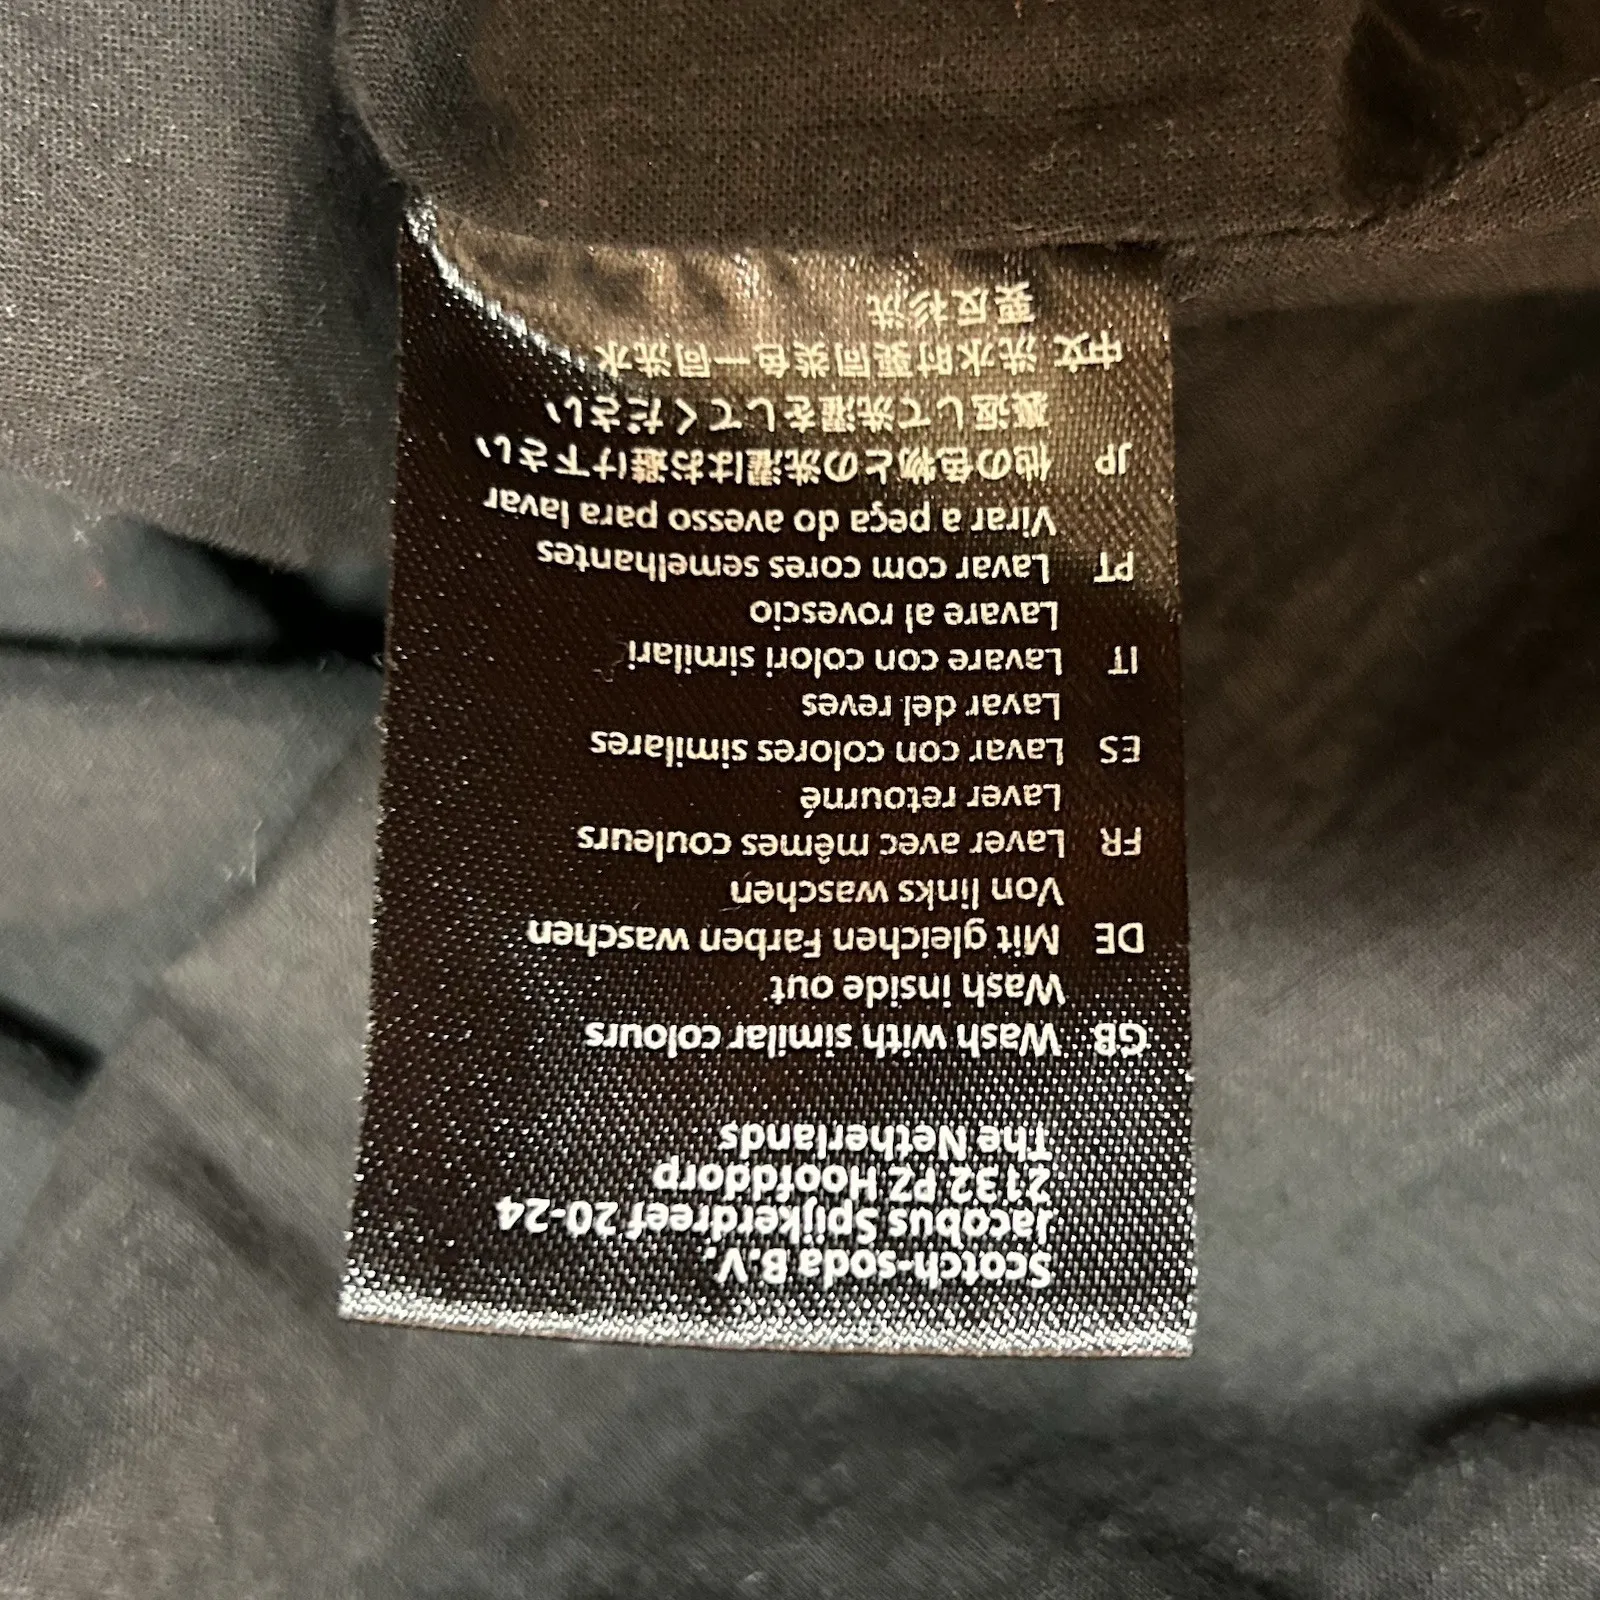 Scotch-soda B.V.
Jacobus Spijkerdreef 20-24
2132 PZ Hoofddorp
The Netherlands
GB Wash with similar colours
Wash inside out
DE Mit gleichen Farben waschen
Von links waschen
FR Laver avec mêmes couleurs
Laver retourné
ES Lavar con colores similares
Lavar del reves
IT Lavare con colori similari
Lavare al rovescio
PT Lavar com cores semelhantes
Virar a peça do avesso para lavar
JP 他の色物との洗濯はお避け下さい
裏返して洗濯をしてください
中文 洗水时要同类色一同洗水
要反衫洗